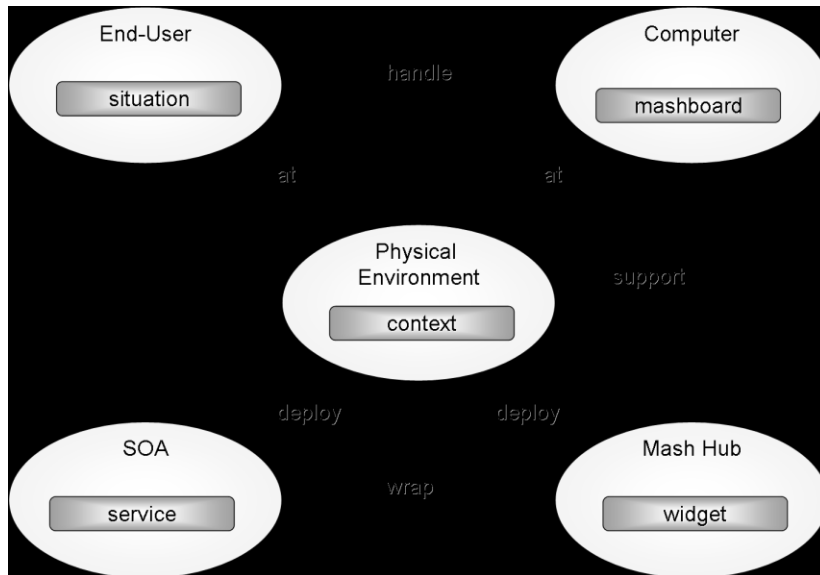 End-User
Computer
handle
situation
mashboard
at
at
Physical
Environment
support
context
deploy
deploy
SOA
Mash Hub
wrap
service
widget